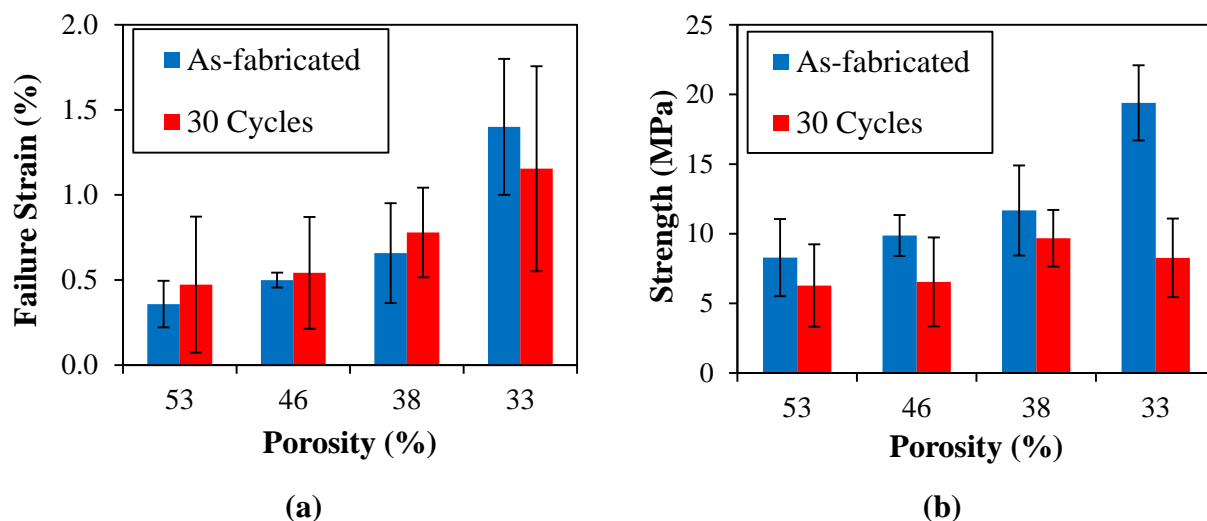 2.0
1.5
1.0
0.5
0.0
Failure Strain (%)
As-fabricated
30 Cycles
53 46 38 33
Porosity (%)
(a)
25
20
15
10
5
0
Strength (MPa)
As-fabricated
30 Cycles
53 46 38 33
Porosity (%)
(b)